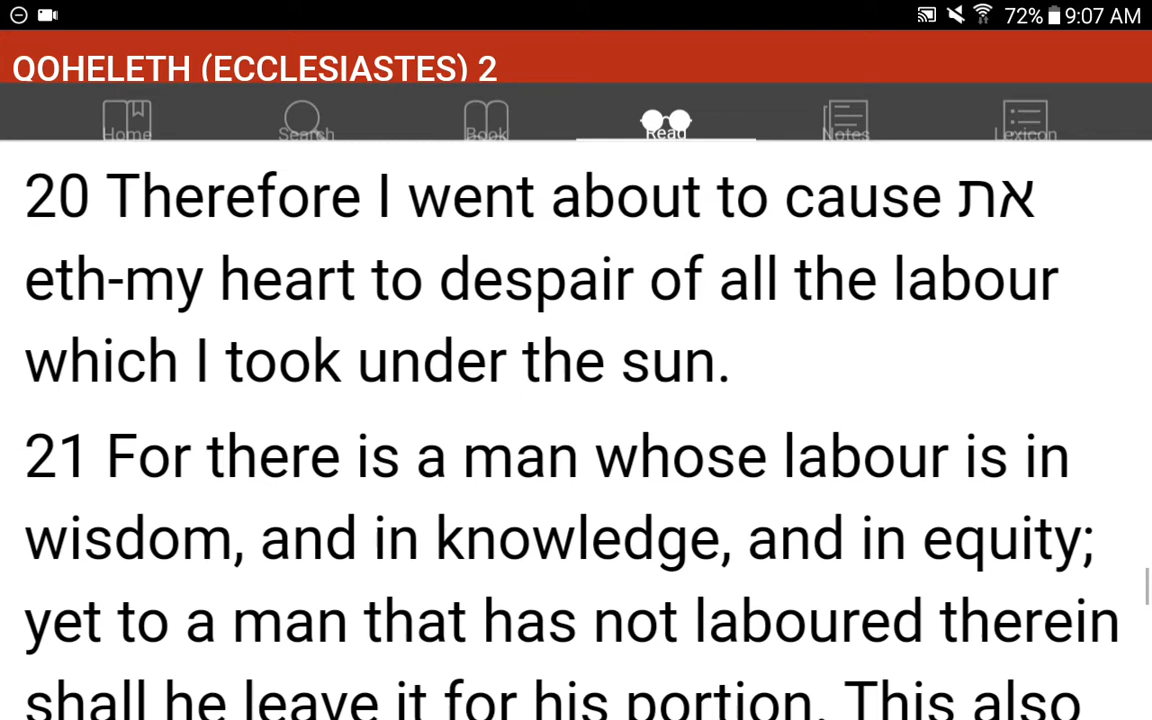 72% 9:07 AM
QOHELETH (ECCLESIASTES) 2
Home Search Book Read Notes Lexicon
20 Therefore I went about to cause את
eth-my heart to despair of all the labour
which I took under the sun.
21 For there is a man whose labour is in
wisdom, and in knowledge, and in equity;
yet to a man that has not laboured therein
shall he leave it for his portion. This also